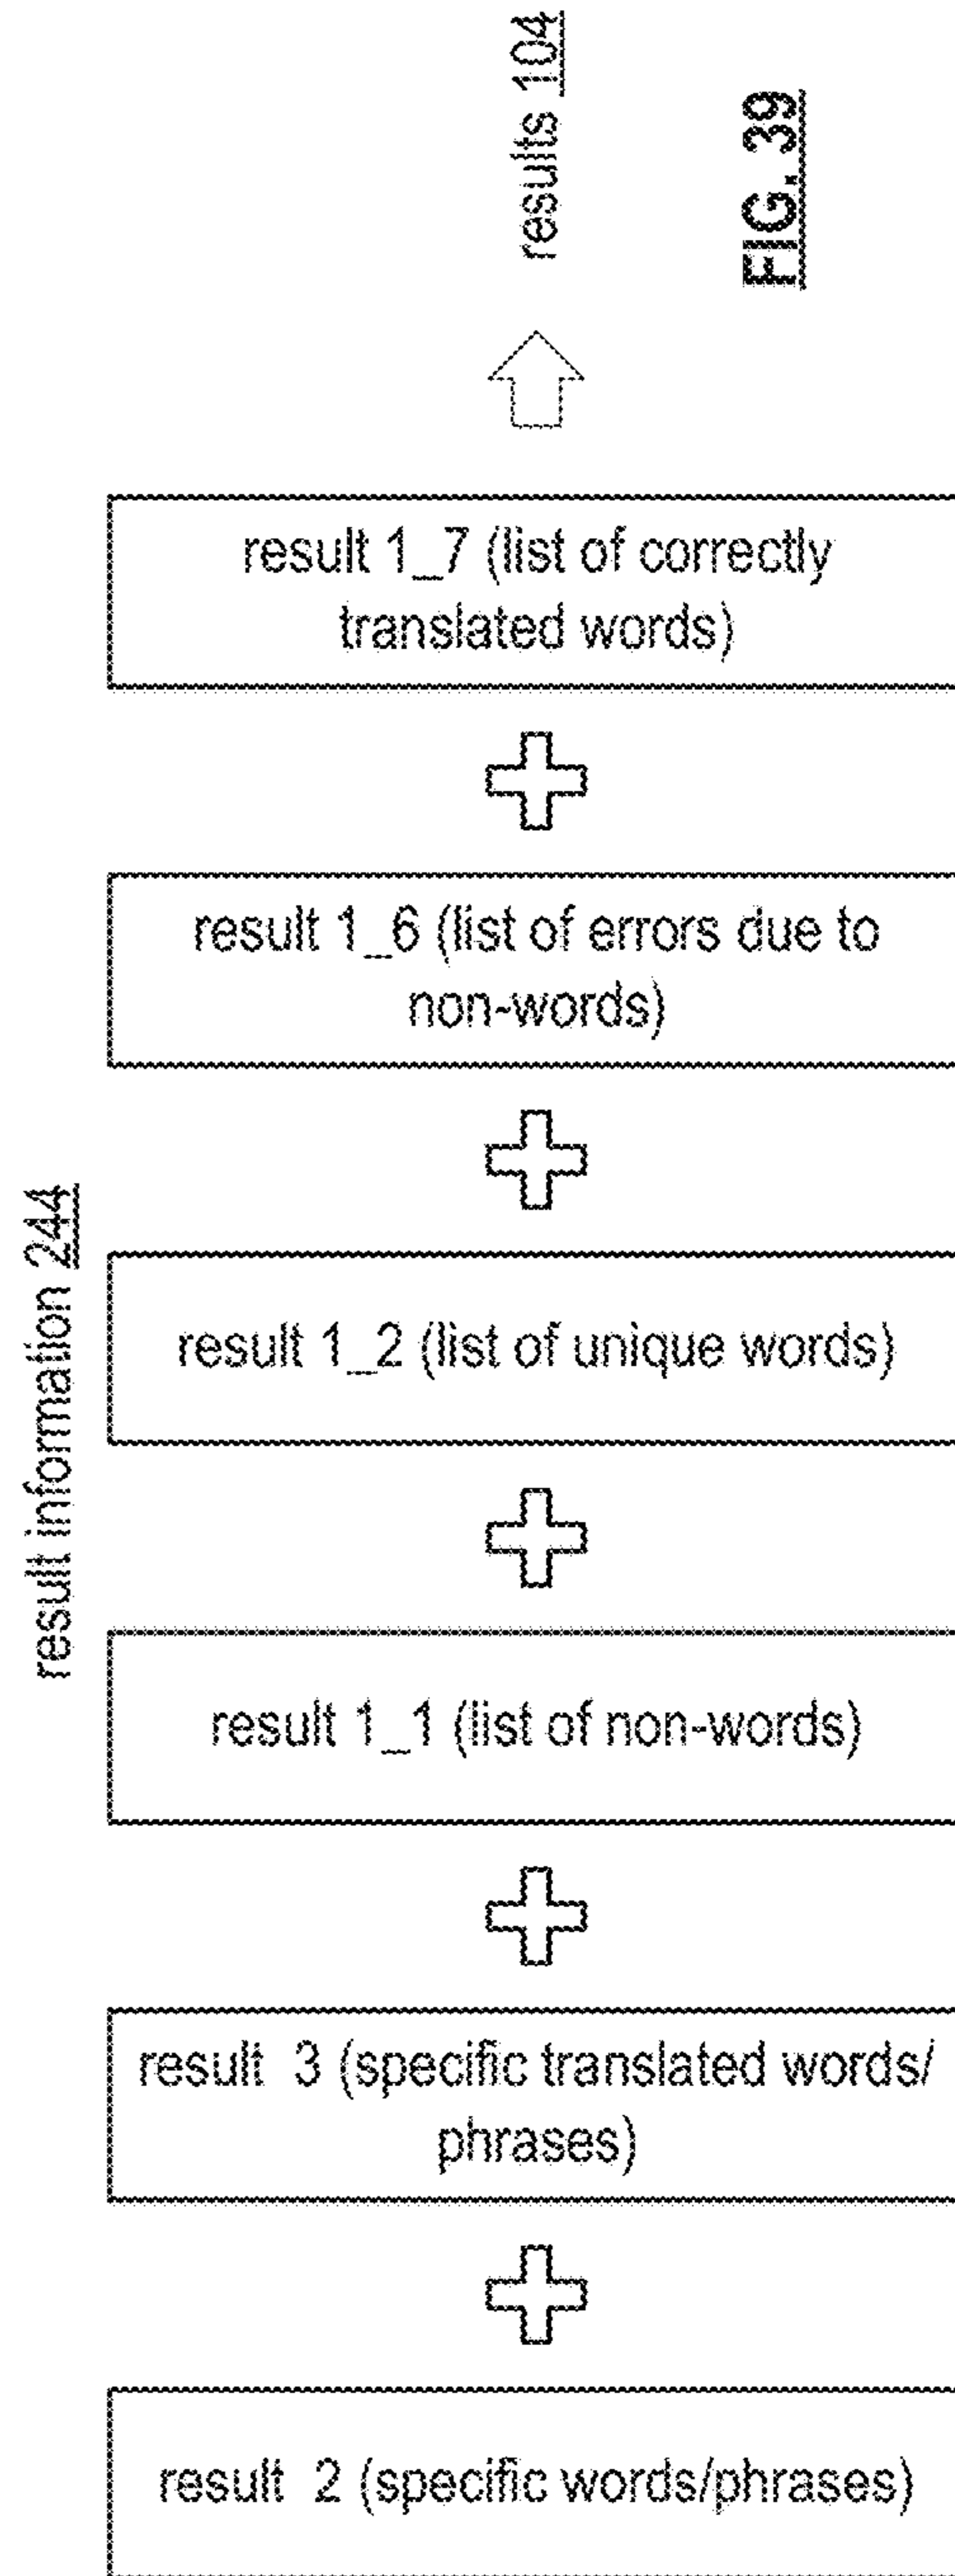 results 104
FIG. 39
result information 244
result 1_7 (list of correctly
translated words)
result 1_6 (list of errors due to
non-words)
result 1_2 (list of unique words)
result 1_1 (list of non-words)
result 3 (specific translated words/
phrases)
result 2 (specific words/phrases)